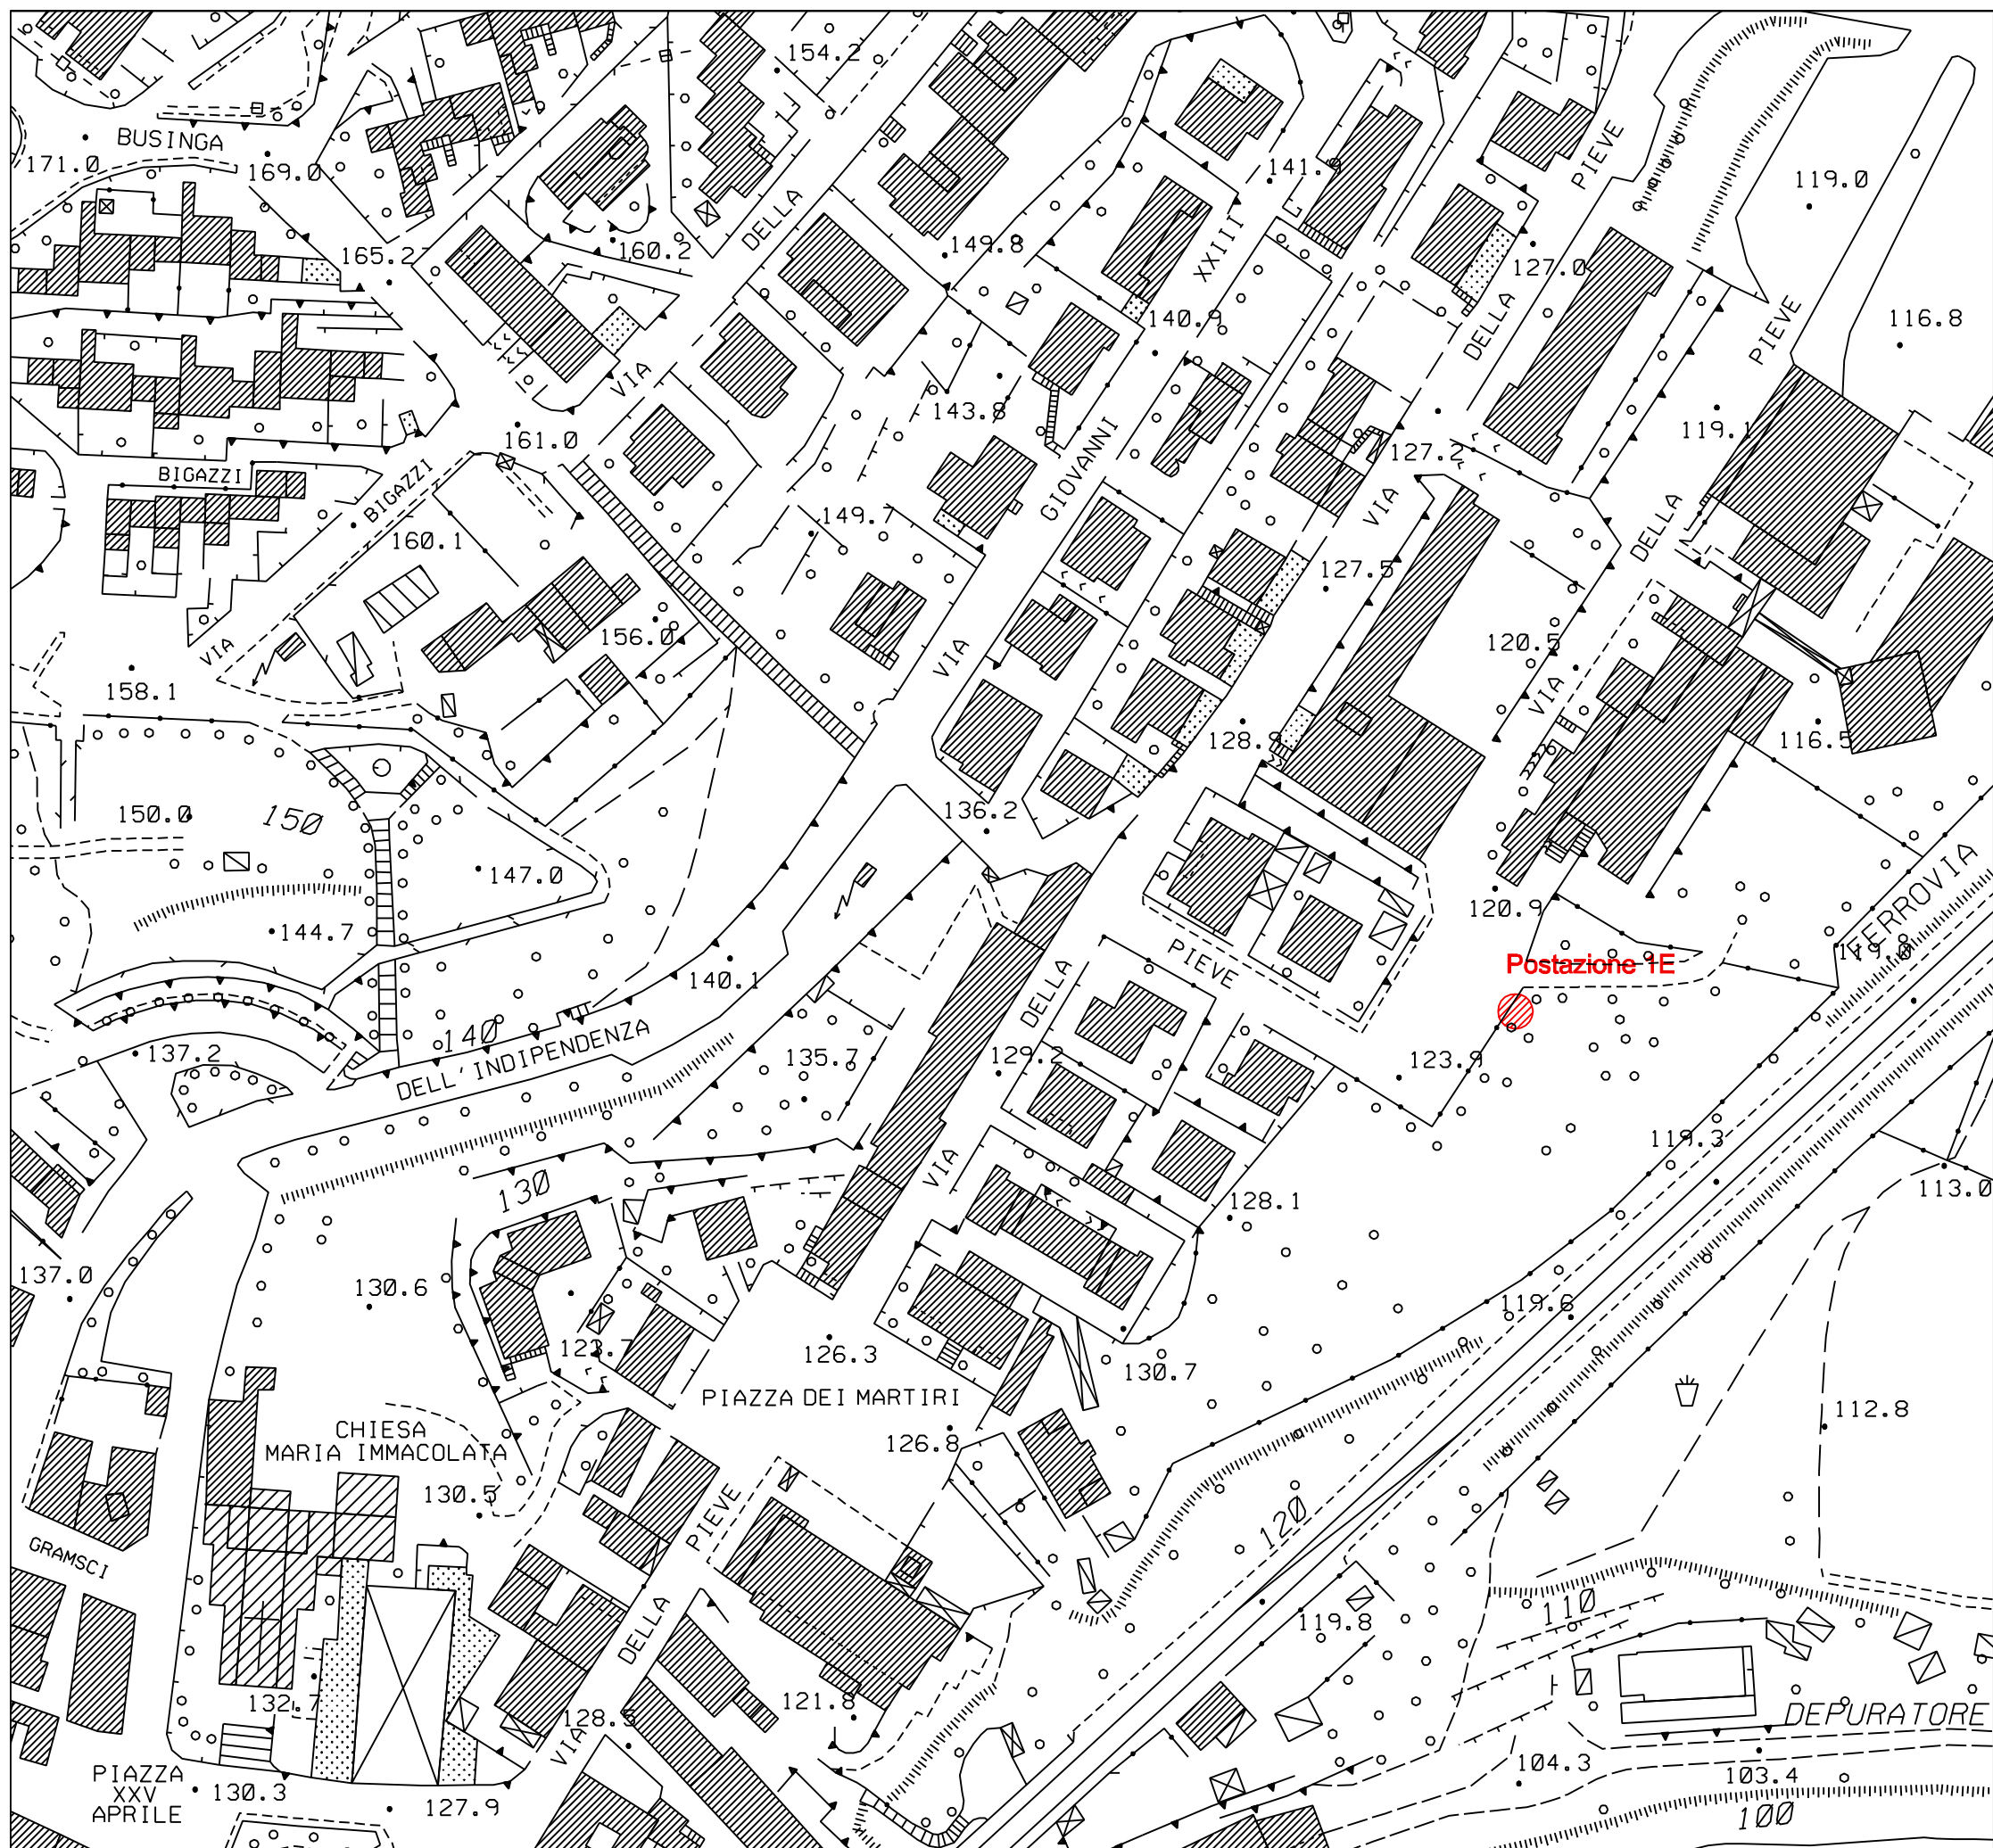 154.2
BUSINGA
171.0
169.0
141.9
PIEVE
119.0
DELLA
165.2
160.2
149.8
XXIII
127.0
140.9
DELLA
PIEVE
116.8
VIA
143.8
161.0
119.1
127.2
BIGAZZI
BIGAZZI
GIOVANNI
VIA
149.7
160.1
DELLA
127.5
156.0
120.5
VIA
VIA
158.1
VIA
128.9
116.5
150.0
150
136.2
147.0
FERROVIA
144.7
120.9
PIEVE
119.0
Postazione 1E
140.1
DELLA
140
DELL'INDIPENDENZA
137.2
135.7
129.2
123.9
119.3
130
VIA
128.1
113.0
137.0
130.6
119.6
123.7
126.3
130.7
PIAZZA DEI MARTIRI
112.8
CHIESA
MARIA IMMACOLATA
126.8
130.5
PIEVE
120
GRAMSCI
110
DELLA
119.8
132.7
121.8
128.5
DEPURATORE
VIA
104.3
103.4
PIAZZA
XXV
APRILE
130.3
127.9
100